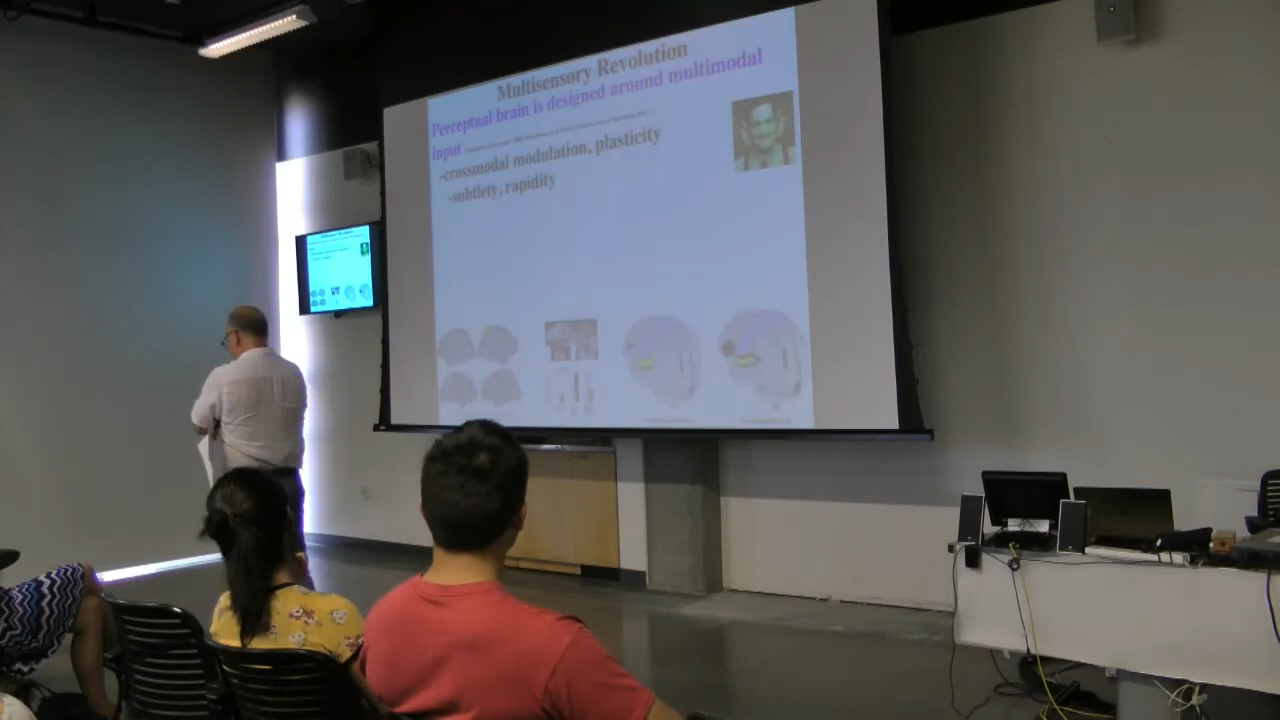 Multisensory Revolution
Perceptual brain is designed around multimodal
input
-crossmodal modulation, plasticity
-subtlety, rapidity